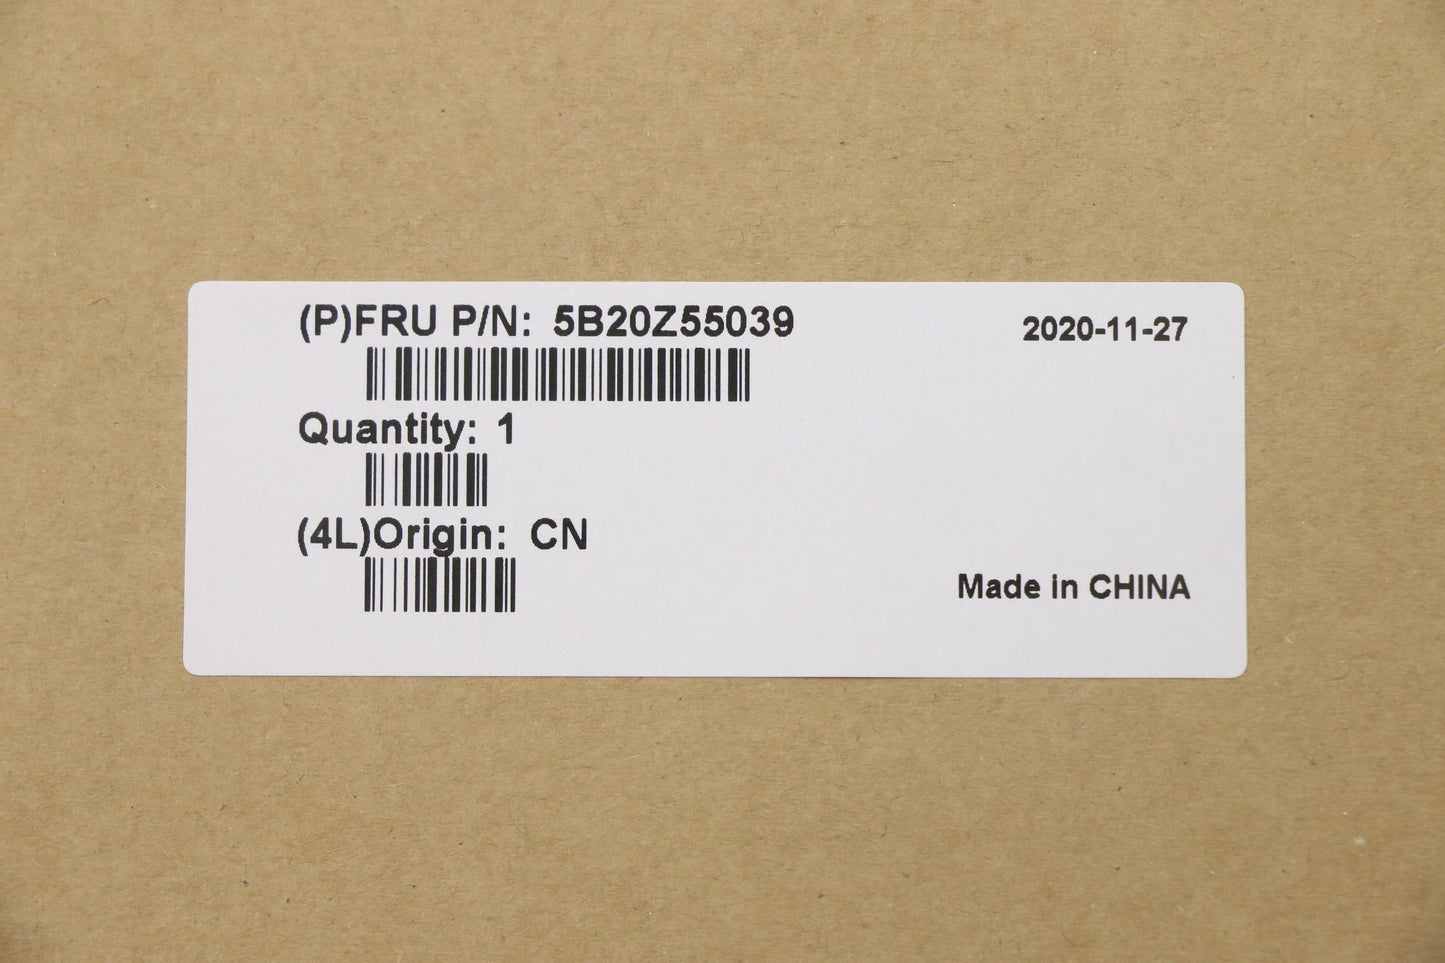 (P)FRU P/N: 5B20Z55039
2020-11-27
Quantity: 1
(4L)Origin: CN
Made in CHINA